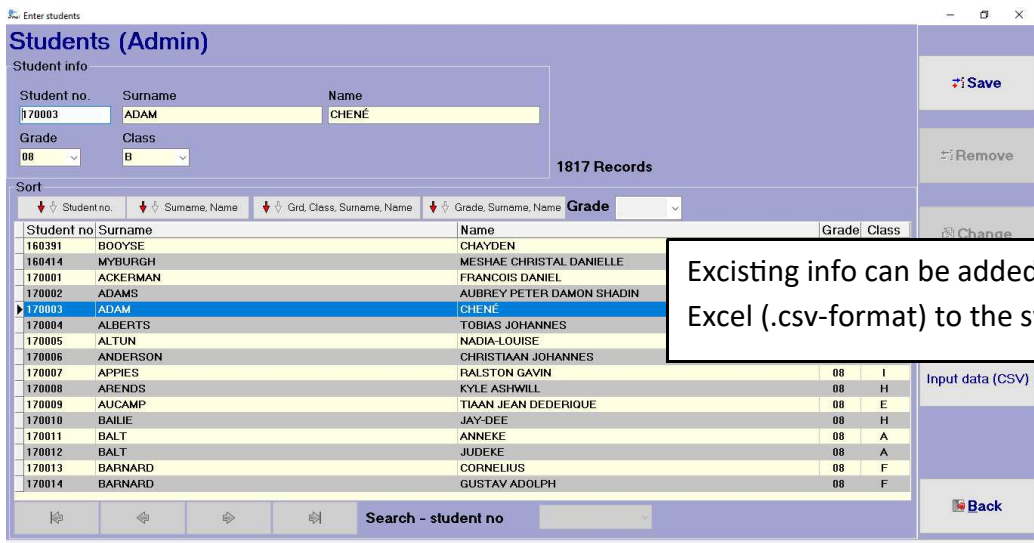 Enter students
Students (Admin)
Student info
Student no. Surname Name
170003 ADAM CHENÉ
Grade Class
08 B
1817 Records
Sort
Student no. Surname, Name Grd, Class, Surname, Name Grade, Surname, Name Grade
Student no Surname Name Grade Class
160391 BOOYSE CHAYDEN
160414 MYBURGH MESHAE CHRISTAL DANIELLE
170001 ACKERMAN FRANCOIS DANIEL
170002 ADAMS AUBREY PETER DAMON SHADIN
170003 ADAM CHENÉ
170004 ALBERTS TOBIAS JOHANNES
170005 ALTUN NADIA-LOUISE
170006 ANDERSON CHRISTIAAN JOHANNES
170007 APPIES RALSTON GAVIN 08 I
170008 ARENDS KYLE ASHWILL 08 H
170009 AUCAMP TIAAN JEAN DEDERIQUE 08 E
170010 BAILIE JAY-DEE 08 H
170011 BALT ANNEKE 08 A
170012 BALT JUDEKE 08 A
170013 BARNARD CORNELIUS 08 F
170014 BARNARD GUSTAV ADOLPH 08 F
Search - student no
Save
Remove
Change
Excisting info can be added
Excel (.csv-format) to the
Input data (CSV)
Back